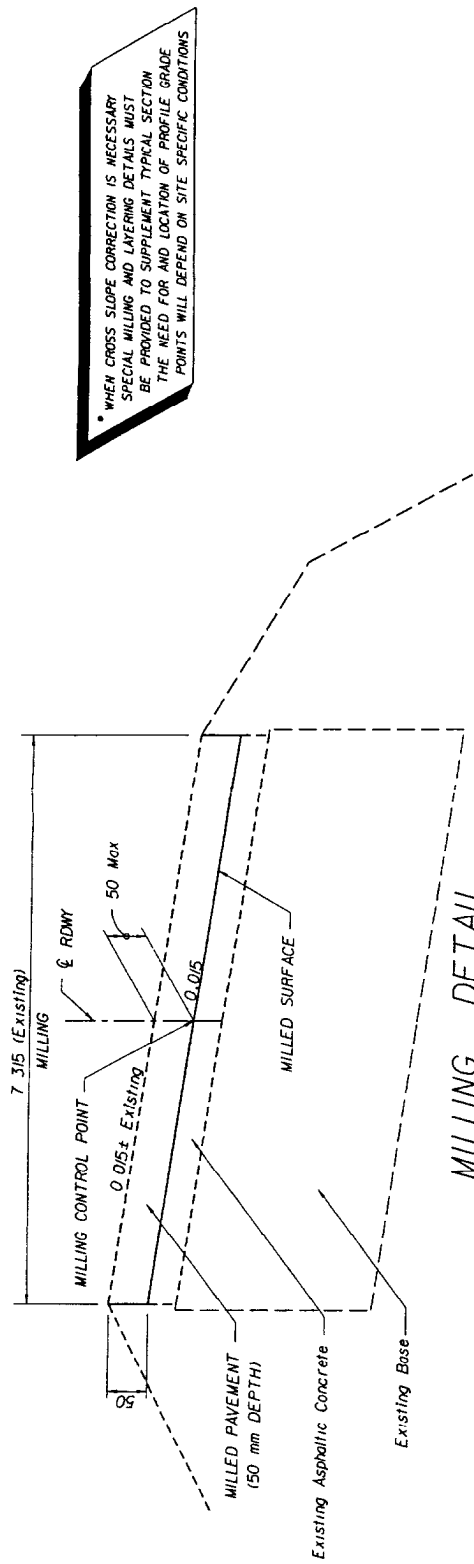 • WHEN CROSS SLOPE CORRECTION IS NECESSARY
SPECIAL MILLING AND LAYERING DETAILS MUST
BE PROVIDED TO SUPPLEMENT TYPICAL SECTION
THE NEED FOR AND LOCATION OF PROFILE GRADE
POINTS WILL DEPEND ON SITE SPECIFIC CONDITIONS
7 315 (Existing)
MILLING
℄ RDWY
50 Max
MILLING CONTROL POINT
0 015± Existing
0.015
50
MILLED SURFACE
MILLED PAVEMENT
(50 mm DEPTH)
Existing Asphaltic Concrete
Existing Base
MILLING DETAIL